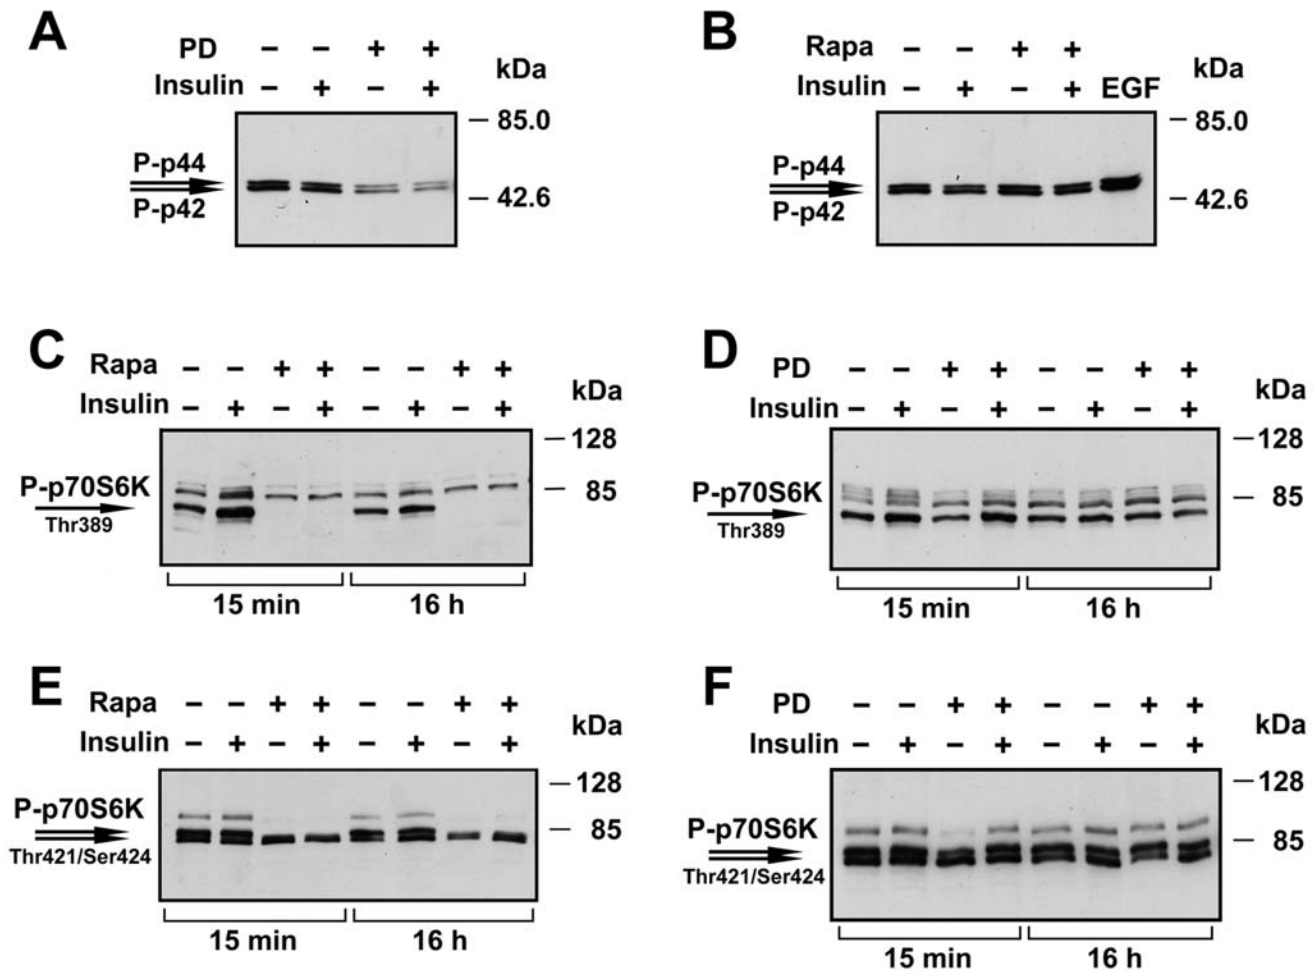 A
PD − − + +
Insulin − + − +
kDa
85.0
P-p44
P-p42
42.6
B
Rapa − − + +
Insulin − + − + EGF
kDa
85.0
P-p44
P-p42
42.6
C
Rapa − − + + − − + +
Insulin − + − + − + − +
kDa
128
P-p70S6K
85
Thr389
15 min 16 h
D
PD − − + + − − + +
Insulin − + − + − + − +
kDa
128
P-p70S6K
85
Thr389
15 min 16 h
E
Rapa − − + + − − + +
Insulin − + − + − + − +
kDa
128
P-p70S6K
85
Thr421/Ser424
15 min 16 h
F
PD − − + + − − + +
Insulin − + − + − + − +
kDa
128
P-p70S6K
85
Thr421/Ser424
15 min 16 h